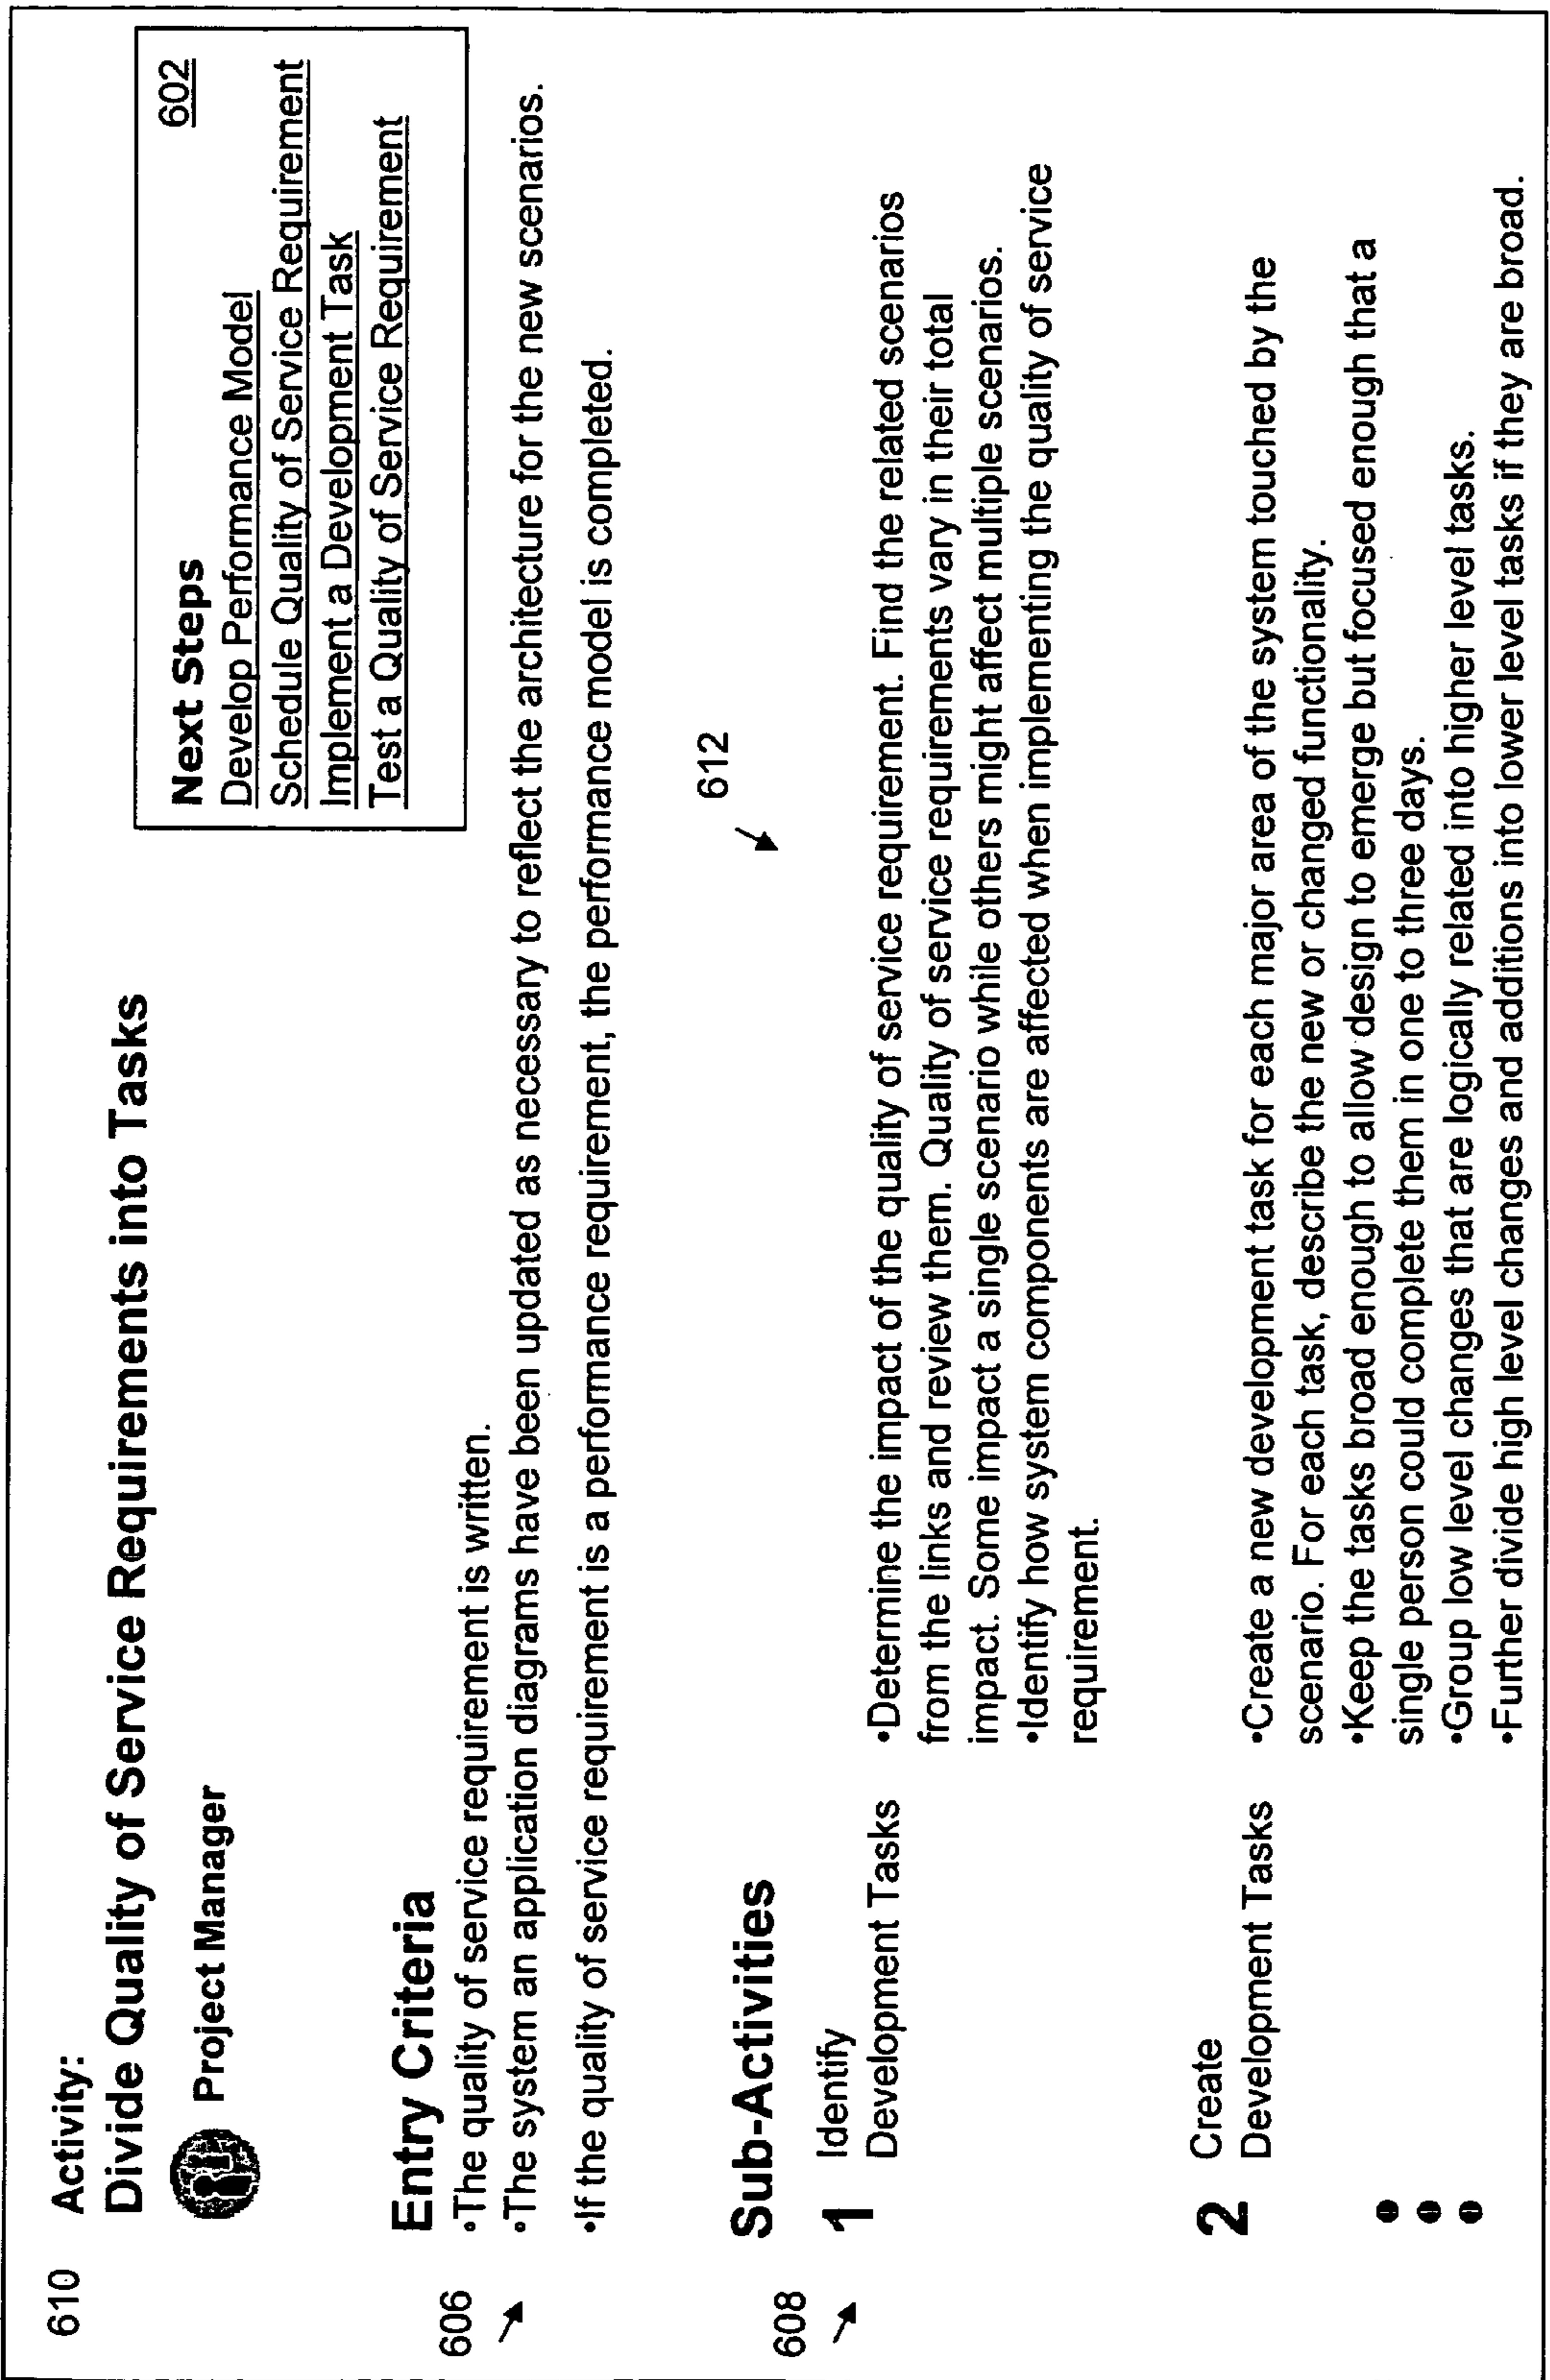 610 Activity:
Divide Quality of Service Requirements into Tasks
Project Manager
Next Steps 602
Develop Performance Model
Schedule Quality of Service Requirement
Implement a Development Task
Test a Quality of Service Requirement
Entry Criteria
606
•The quality of service requirement is written.
•The system an application diagrams have been updated as necessary to reflect the architecture for the new scenarios.
•If the quality of service requirement is a performance requirement, the performance model is completed.
612
Sub-Activities
608
1 Identify
Development Tasks
•Determine the impact of the quality of service requirement. Find the related scenarios
from the links and review them. Quality of service requirements vary in their total
impact. Some impact a single scenario while others might affect multiple scenarios.
•Identify how system components are affected when implementing the quality of service
requirement.
2 Create
Development Tasks
•Create a new development task for each major area of the system touched by the
scenario. For each task, describe the new or changed functionality.
•Keep the tasks broad enough to allow design to emerge but focused enough that a
single person could complete them in one to three days.
•Group low level changes that are logically related into higher level tasks.
•Further divide high level changes and additions into lower level tasks if they are broad.